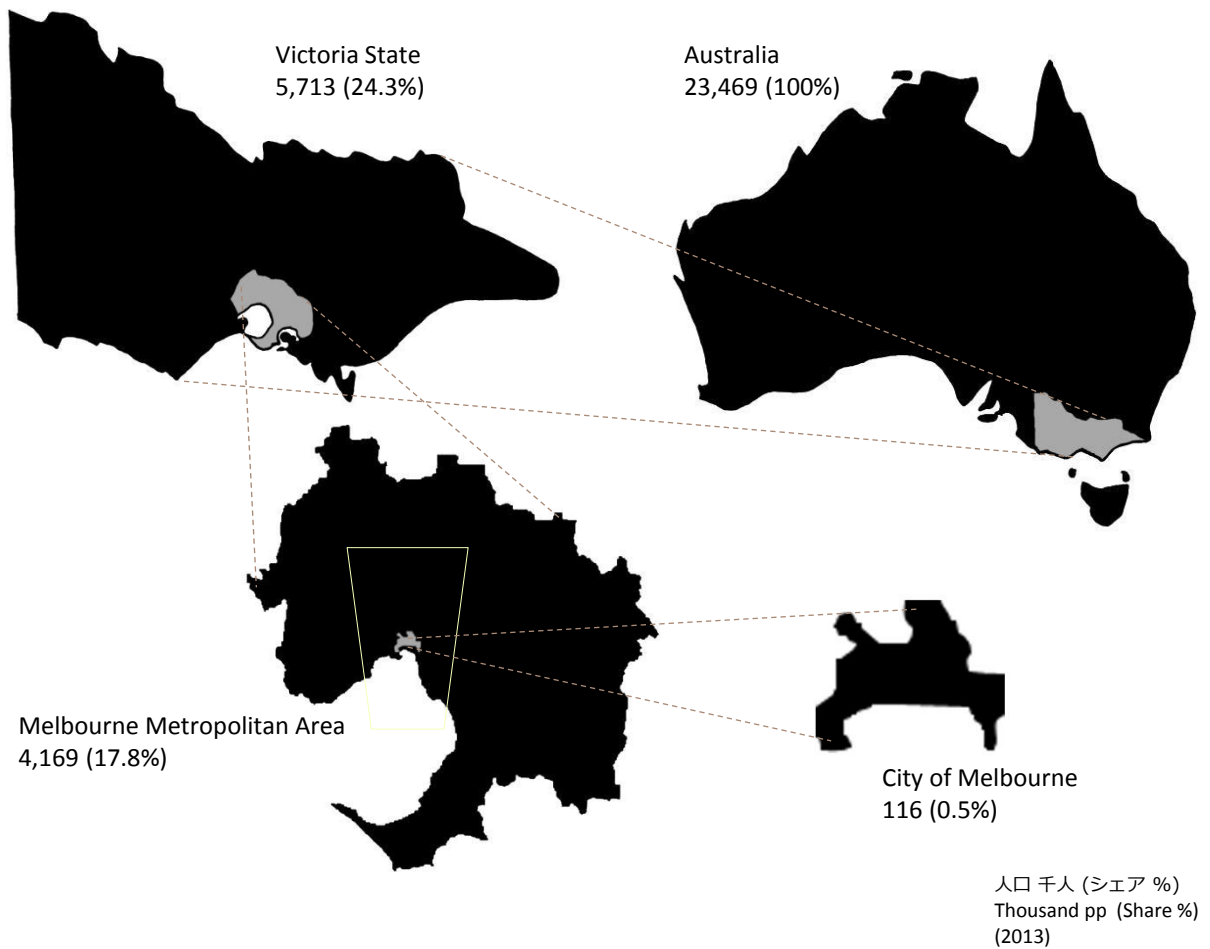 Victoria State
5,713 (24.3%)
Australia
23,469 (100%)
Melbourne Metropolitan Area
4,169 (17.8%)
City of Melbourne
116 (0.5%)
人口 千人 (シェア %)
Thousand pp (Share %)
(2013)